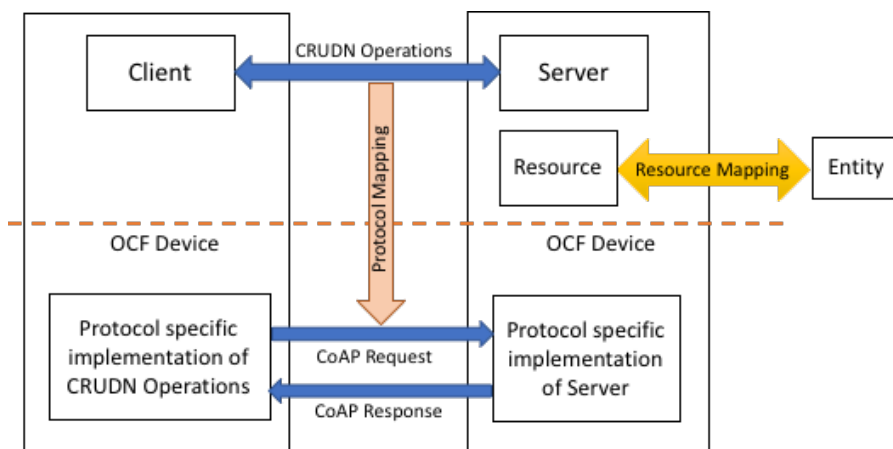 CRUDN Operations
Client
Server
Resource
Resource Mapping
Entity
Protocol Mapping
OCF Device
OCF Device
Protocol specific
implementation of
CRUDN Operations
CoAP Request
CoAP Response
Protocol specific
implementation
of Server